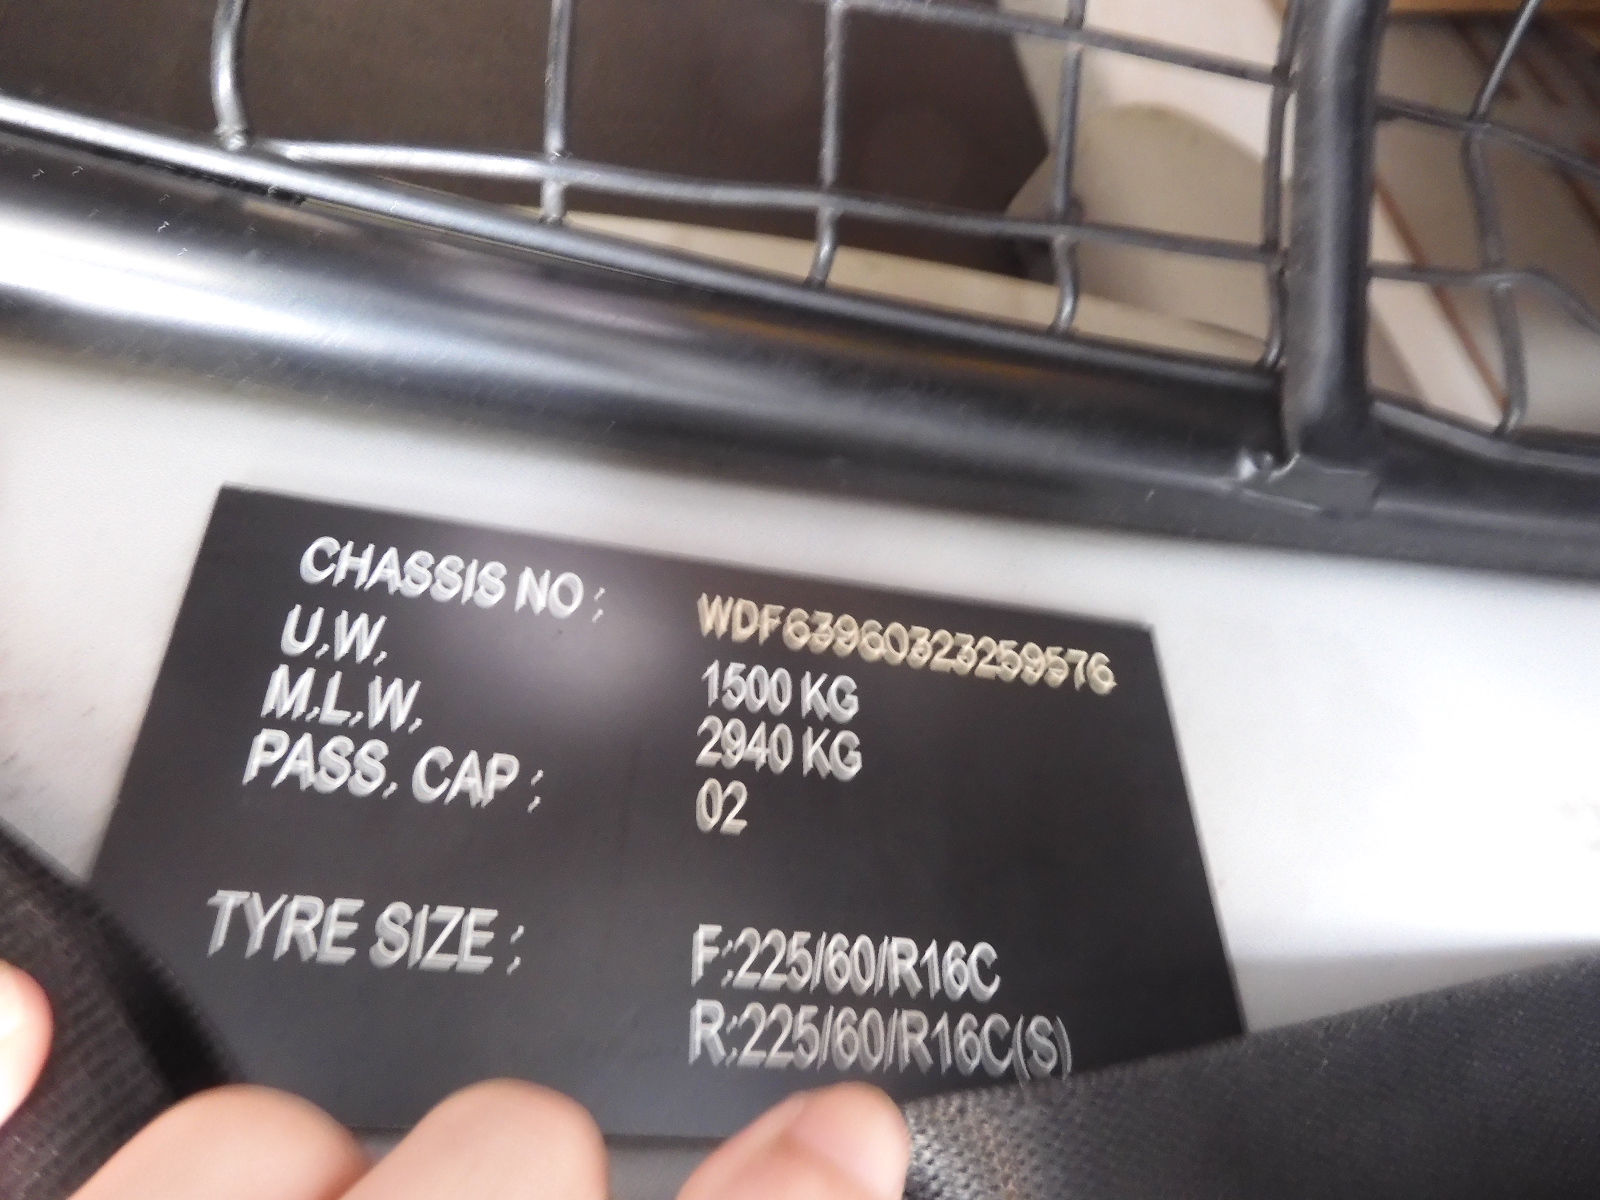 CHASSIS NO : WDF63960323259576
U.W. 1500 KG
M.L.W. 2940 KG
PASS. CAP : 02
TYRE SIZE : F:225/60/R16C
R:225/60/R16C(S)